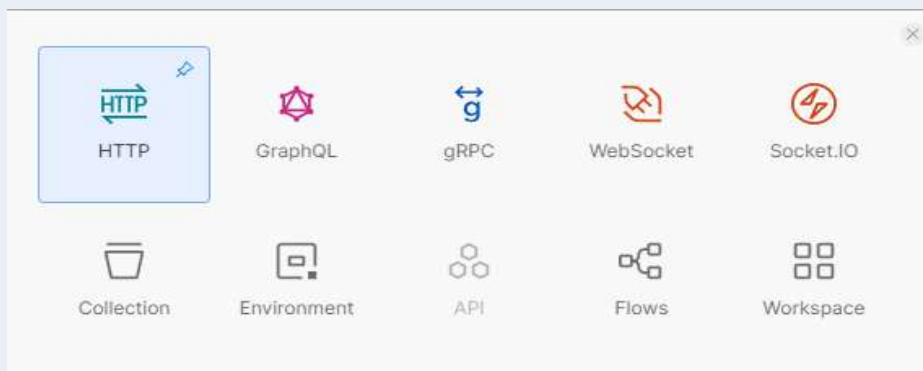 HTTP
g
HTTP GraphQL gRPC WebSocket Socket.IO
Collection Environment API Flows Workspace